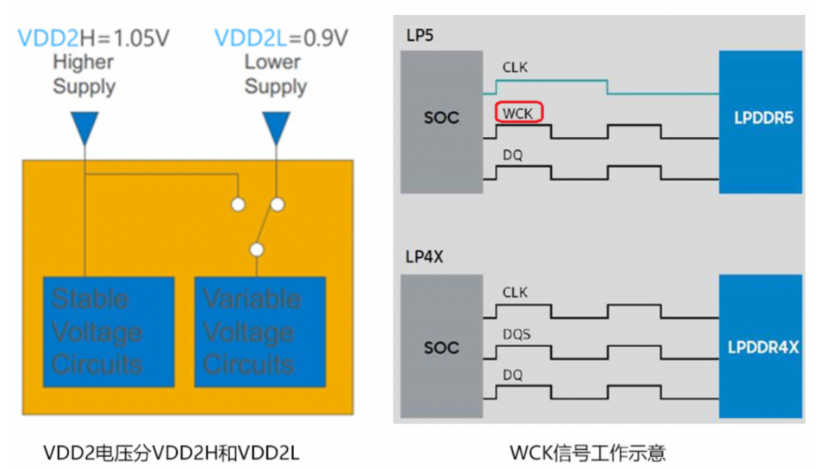 VDD2H=1.05V
Higher
Supply
VDD2L=0.9V
Lower
Supply
Stable
Voltage
Circuits
Variable
Voltage
Circuits
VDD2电压分VDD2H和VDD2L
LP5
SOC
CLK
WCK
DQ
LPDDR5
LP4X
SOC
CLK
DQS
DQ
LPDDR4X
WCK信号工作示意